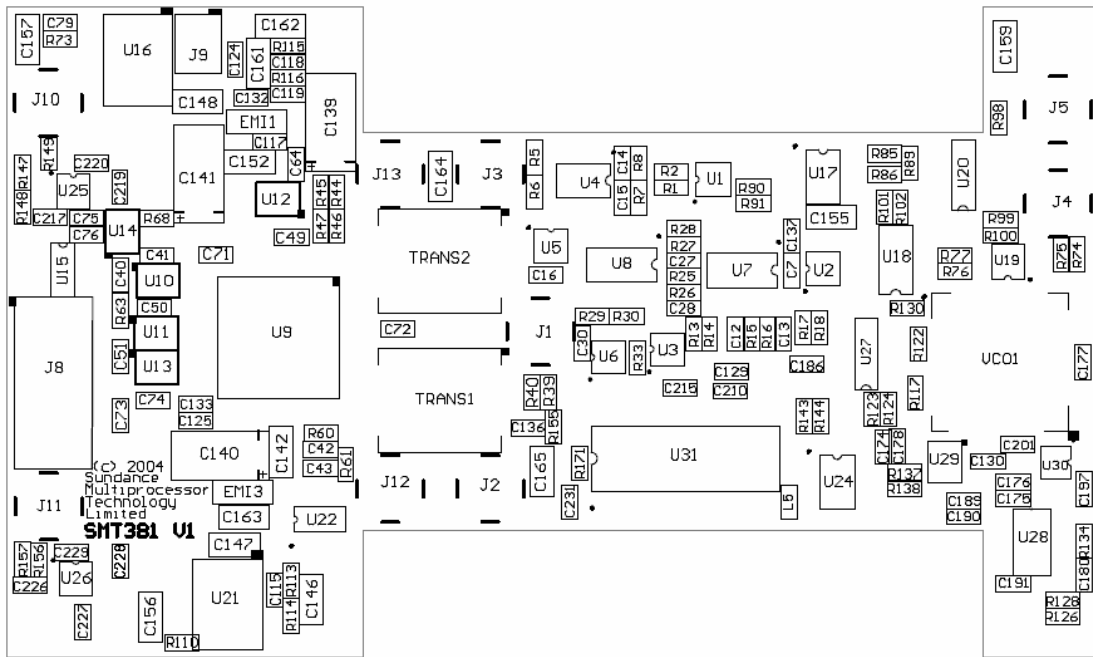 C157
C79
R73
U16
J9
C162
C124
C161
R115
C118
R116
C119
C132
C139
C159
J10
C148
EMI1
C117
C152
C64
R98
J5
R147
R149
C220
R148
U25
C219
C141
U12
R45
R44
R47
R46
J13
C164
J3
R5
R6
U4
C14
R8
C15
R7
R2
R1
U1
R90
R91
U17
C155
R85
R86
R89
U20
R101
R102
J4
C217
C75
C76
U14
R68
C49
TRANS2
U5
C16
U8
R28
R27
C27
R25
R26
C28
U7
C137
C7
U2
U18
R99
R100
R77
R76
U19
R75
R74
U15
C40
C41
C71
U10
R63
C50
U9
R130
J8
U11
U13
C51
C72
J1
R29
R30
C30
U6
R33
U3
R13
R14
C12
R15
R16
C13
R17
R18
U27
R122
VCO1
C177
C74
C73
C133
C125
TRANS1
R40
R39
C215
C129
C210
C186
R117
R123
R124
R143
R144
C140
C142
R60
C42
C43
R61
C136
R155
U31
C174
C178
U29
C201
C130
U30
(c) 2004
Sundance
Multiprocessor
Technology
Limited
SMT381 V1
J11
EMI3
C163
U22
J12
J2
C165
R171
C231
L5
U24
R137
R138
C189
C190
C176
C175
C197
R157
R156
C229
C226
U26
C228
C147
U28
R134
C180
C227
C156
R110
U21
C115
R113
R114
C146
C191
R128
R126